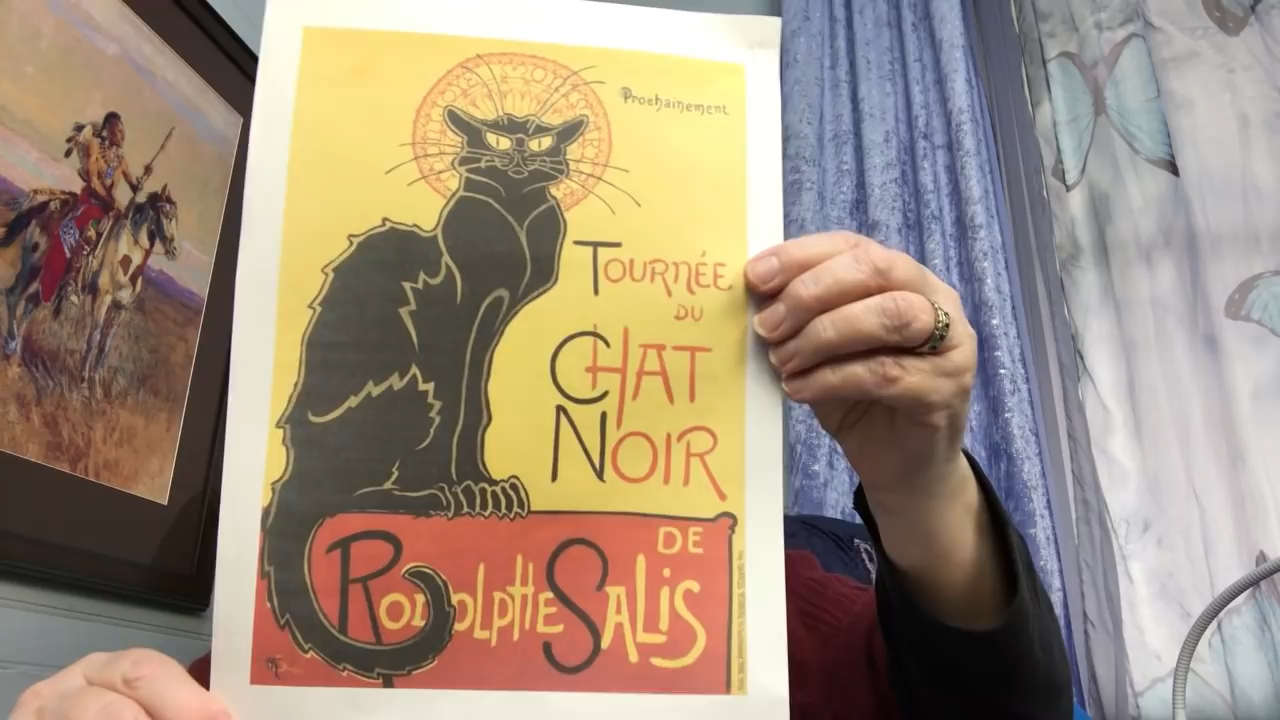 Prochainement
TOURNÉE
DU
CHAT
NOIR
DE
RODOLPHE SALIS